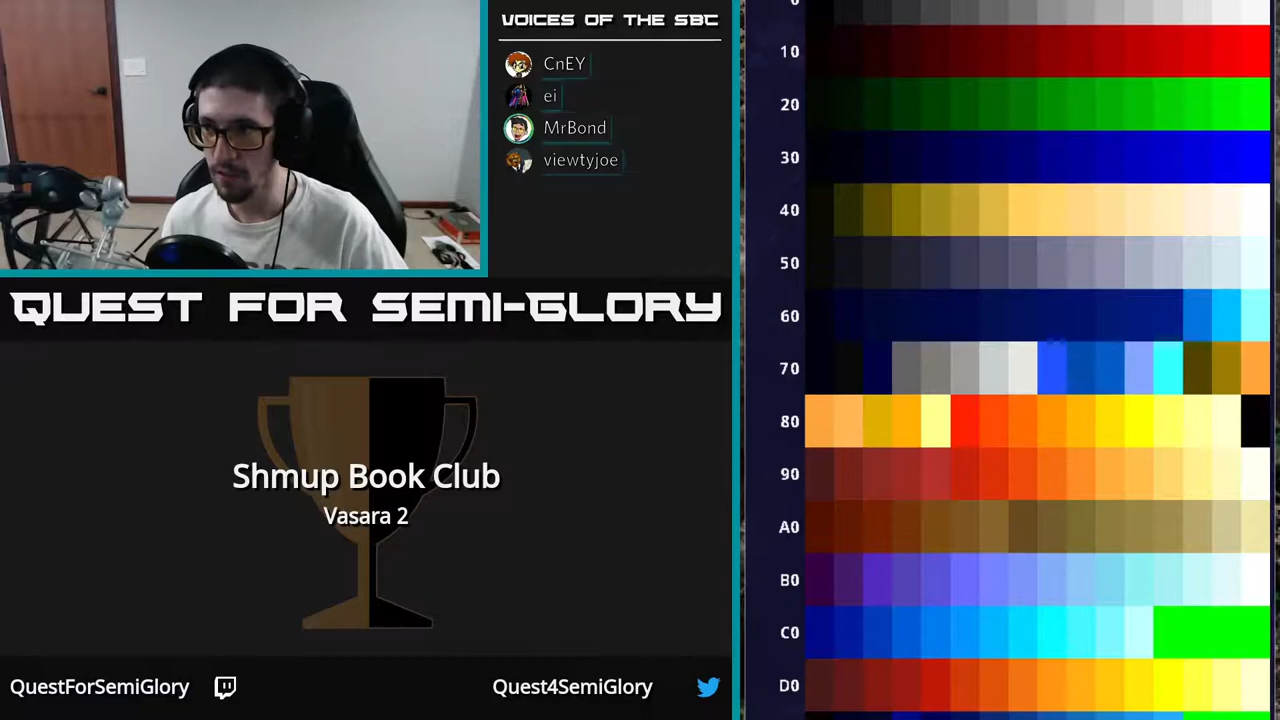 VOICES OF THE SBC
CnEY
ei
MrBond
viewtyjoe
QUEST FOR SEMI-GLORY
Shmup Book Club
Vasara 2
QuestForSemiGlory
Quest4SemiGlory
10
20
30
40
50
60
70
80
90
A0
B0
C0
D0